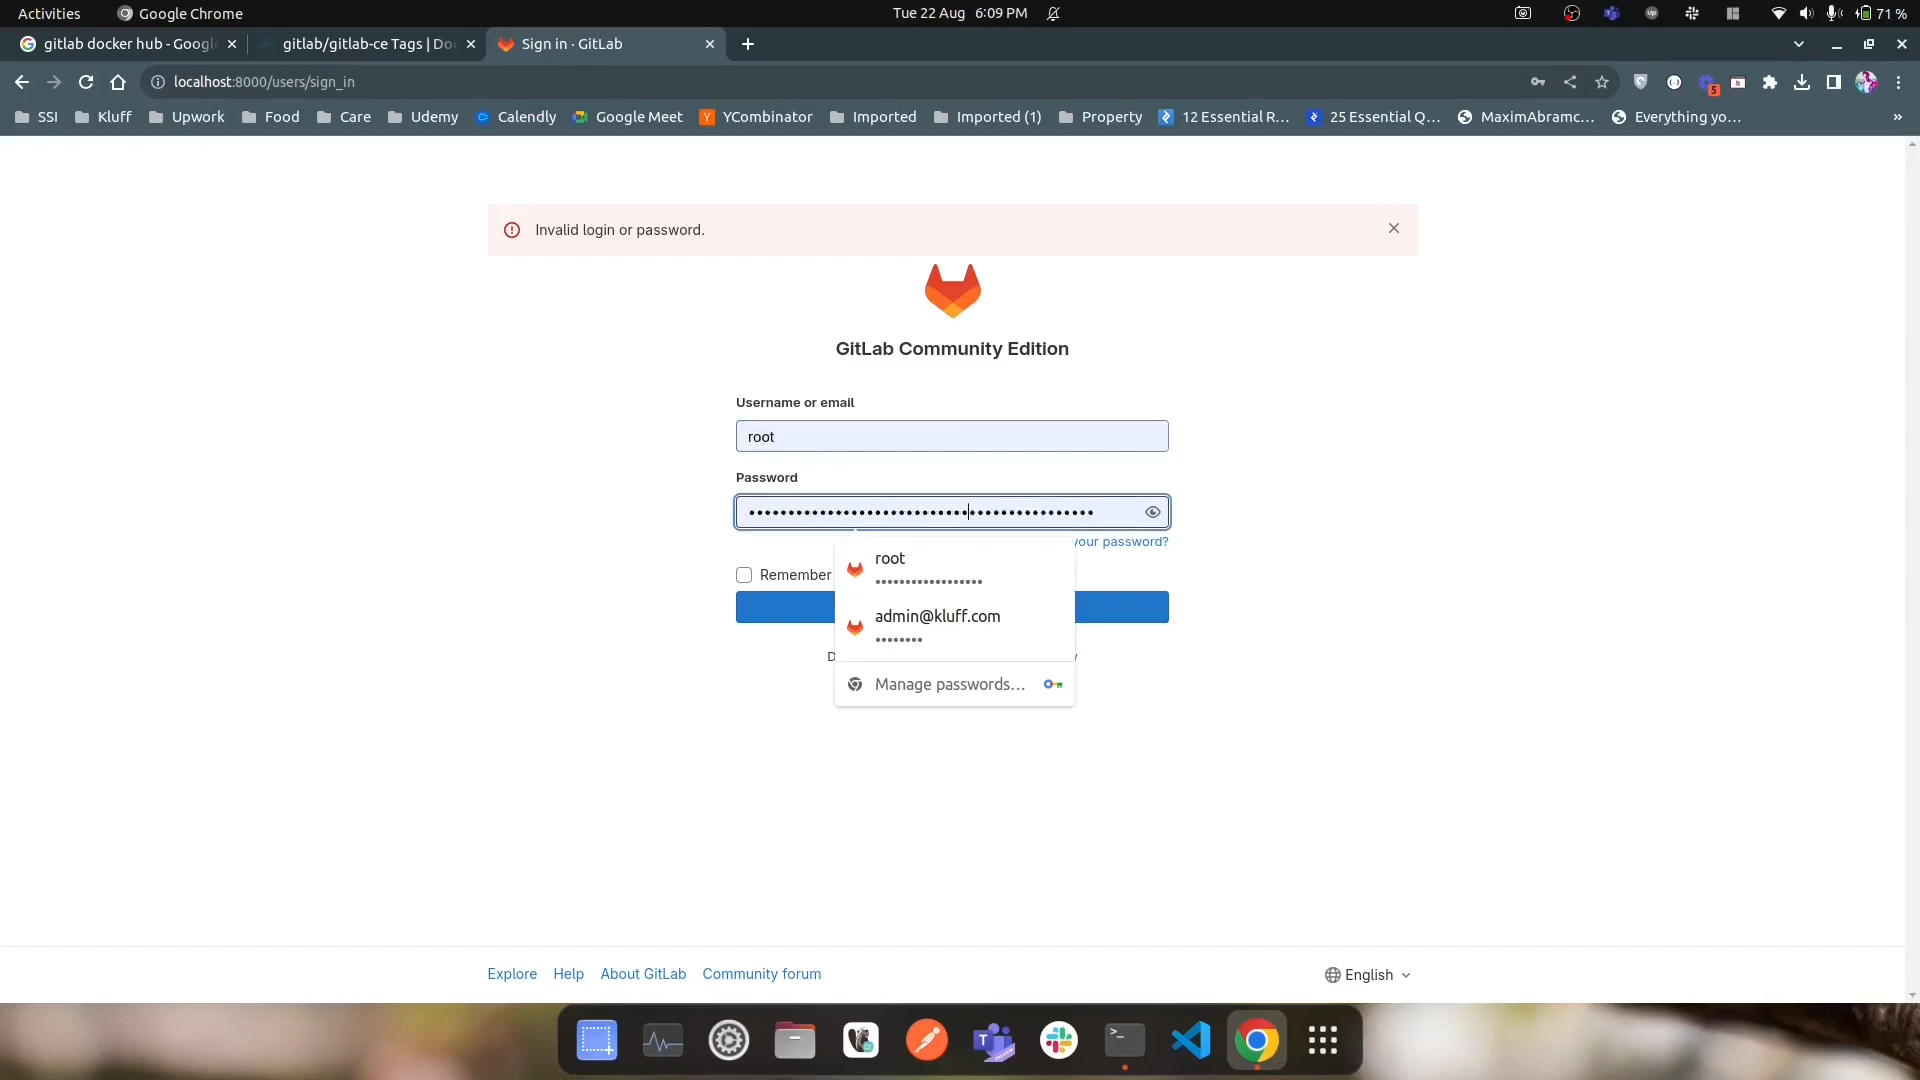 Activities Google Chrome Tue 22 Aug 6:09 PM 71 %
gitlab docker hub - Googl gitlab/gitlab-ce Tags | Doc Sign in · GitLab
localhost:8000/users/sign_in
5
SSI Kluff Upwork Food Care Udemy Calendly Google Meet YCombinator Imported Imported (1) Property 12 Essential R... 25 Essential Q... MaximAbramc... Everything yo... »
Invalid login or password.
GitLab Community Edition
Username or email
root
Password
your password?
root
Remember
admin@kluff.com
Manage passwords...
Explore Help About GitLab Community forum English